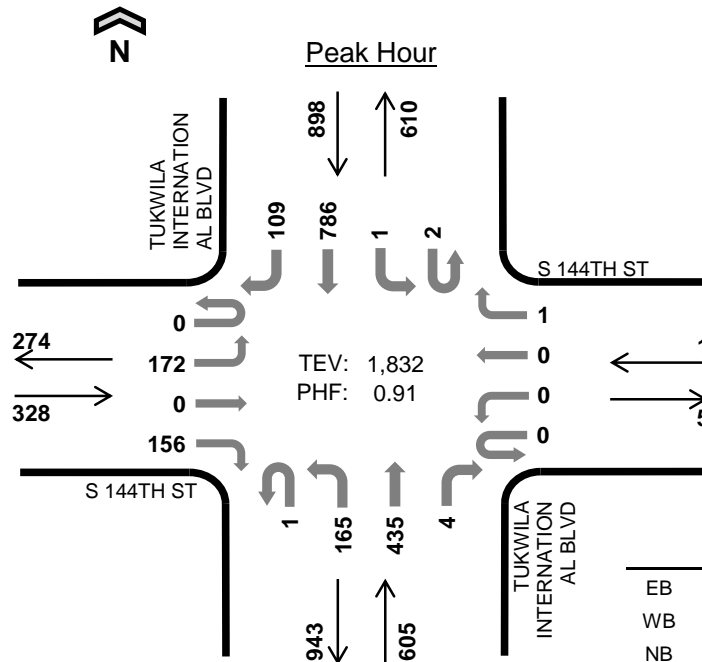 N
Peak Hour
898
610
TUKWILA
INTERNATION
AL BLVD
109
786
1
2
S 144TH ST
0
1
274
172
TEV: 1,832
0
1
328
0
PHF: 0.91
0
5
156
0
S 144TH ST
1
165
435
4
TUKWILA
INTERNATION
AL BLVD
943
605
EB
WB
NB